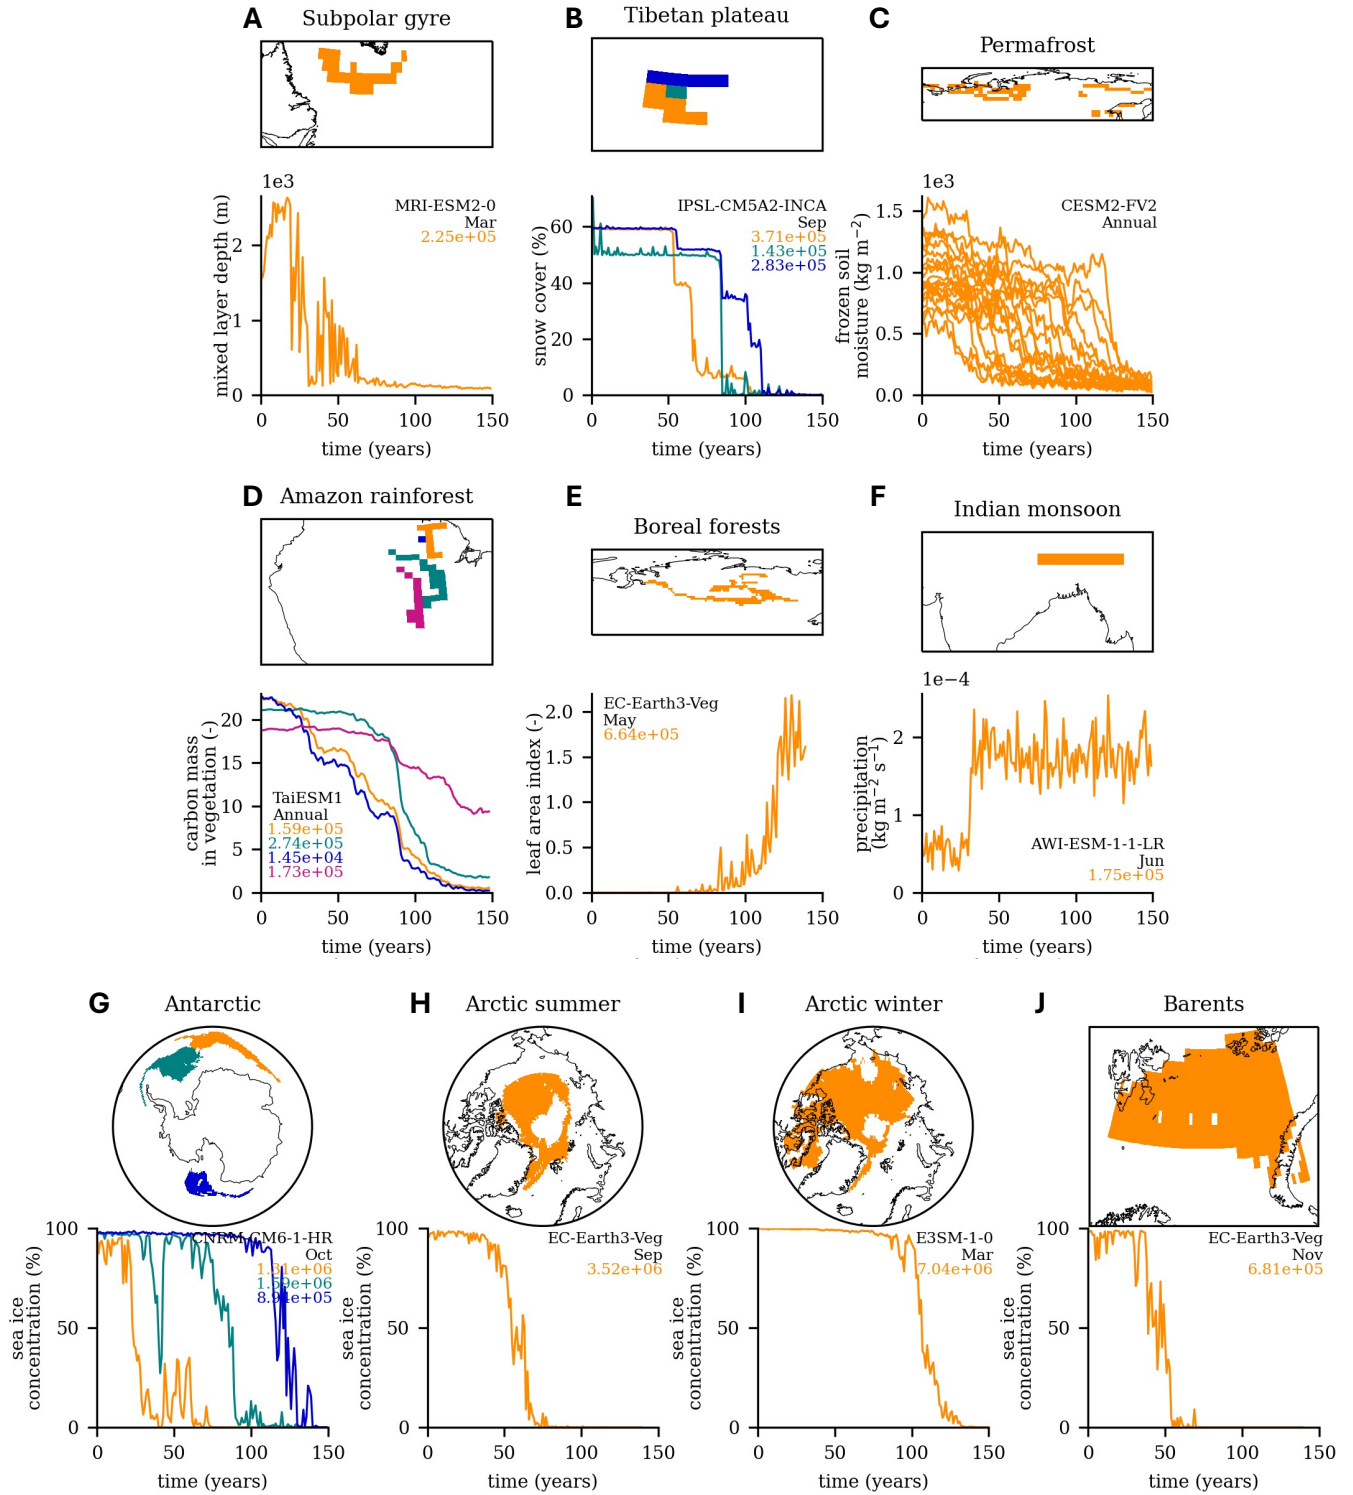 A Subpolar gyre
B Tibetan plateau
C Permafrost
1e3
mixed layer depth (m)
2
1
0
MRI-ESM2-0
Mar
2.25e+05
0 50 100 150
time (years)
snow cover (%)
60
40
20
0
IPSL-CM5A2-INCA
Sep
3.71e+05
1.43e+05
2.83e+05
0 50 100 150
time (years)
1e3
frozen soil
moisture (kg m−2)
1.5
1.0
0.5
0.0
CESM2-FV2
Annual
0 50 100 150
time (years)
D Amazon rainforest
E Boreal forests
F Indian monsoon
carbon mass
in vegetation (-)
20
15
10
5
0
TaiESM1
Annual
1.59e+05
2.74e+05
1.45e+04
1.73e+05
0 50 100 150
time (years)
leaf area index (-)
2.0
1.5
1.0
0.5
0.0
EC-Earth3-Veg
May
6.64e+05
0 50 100 150
time (years)
1e−4
precipitation
(kg m−2 s−1)
2
1
0
AWI-ESM-1-1-LR
Jun
1.75e+05
0 50 100 150
time (years)
G Antarctic
H Arctic summer
I Arctic winter
J Barents
sea ice
concentration (%)
100
50
0
CNRM-CM6-1-HR
Oct
1.31e+06
1.59e+06
8.94e+05
0 50 100 150
time (years)
sea ice
concentration (%)
100
50
0
EC-Earth3-Veg
Sep
3.52e+06
0 50 100 150
time (years)
sea ice
concentration (%)
100
50
0
E3SM-1-0
Mar
7.04e+06
0 50 100 150
time (years)
sea ice
concentration (%)
100
50
0
EC-Earth3-Veg
Nov
6.81e+05
0 50 100 150
time (years)